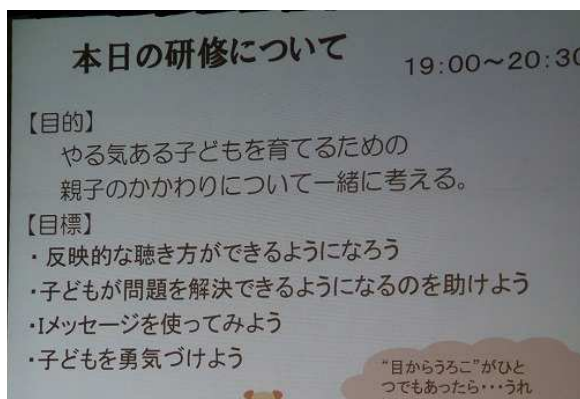 本日の研修について
19:00～20:30
【目的】
やる気ある子どもを育てるための
親子のかかわりについて一緒に考える。
【目標】
・反映的な聴き方ができるようになろう
・子どもが問題を解決できるようになるのを助けよう
・Iメッセージを使ってみよう
・子どもを勇気づけよう
“目からうろこ”がひと
つでもあったら・・・うれ